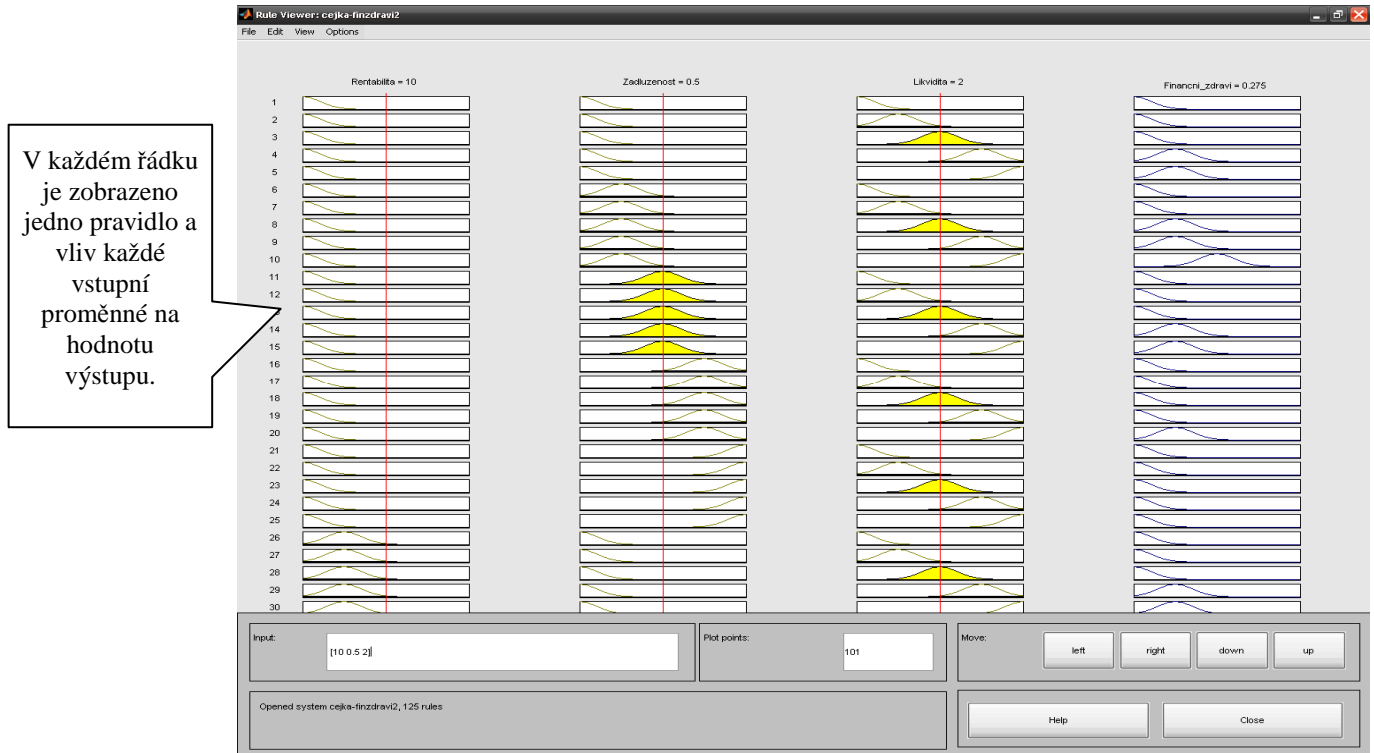 Rule Viewer: cejka-finzdravi2
File Edit View Options
Rentabilita = 10
Zadluzenost = 0.5
Likvidita = 2
Financni_zdravi = 0.275
1
2
3
4
5
6
7
8
9
10
11
12
14
15
16
17
18
19
20
21
22
23
24
25
26
27
28
29
30
V každém řádku
je zobrazeno
jedno pravidlo a
vliv každé
vstupní
proměnné na
hodnotu
výstupu.
Input:
[10 0.5 2]
Plot points:
101
Move:
left
right
down
up
Opened system cejka-finzdravi2, 125 rules
Help
Close